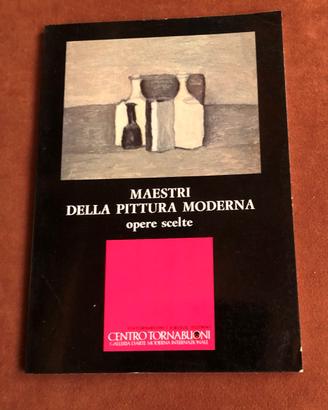 MAESTRI
DELLA PITTURA MODERNA
opere scelte
CENTRO TORNABUONI
GALLERIA D'ARTE MODERNA INTERNAZIONALE